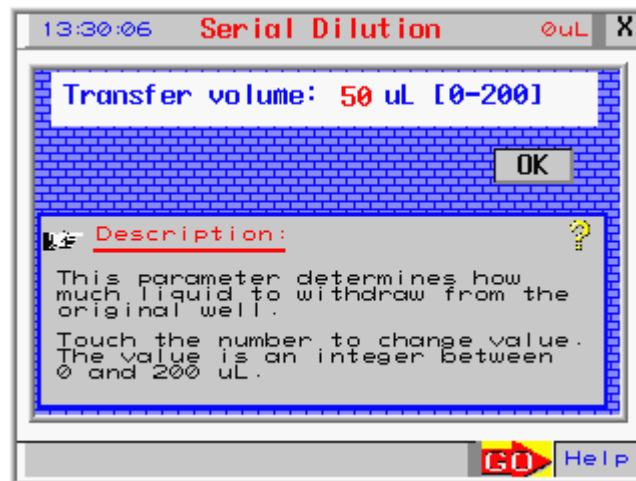 13:30:06 Serial Dilution 0uL X
Transfer volume: 50 uL [0-200]
OK
Description: ?
This parameter determines how
much liquid to withdraw from the
original well.
Touch the number to change value.
The value is an integer between
0 and 200 uL.
GO Help